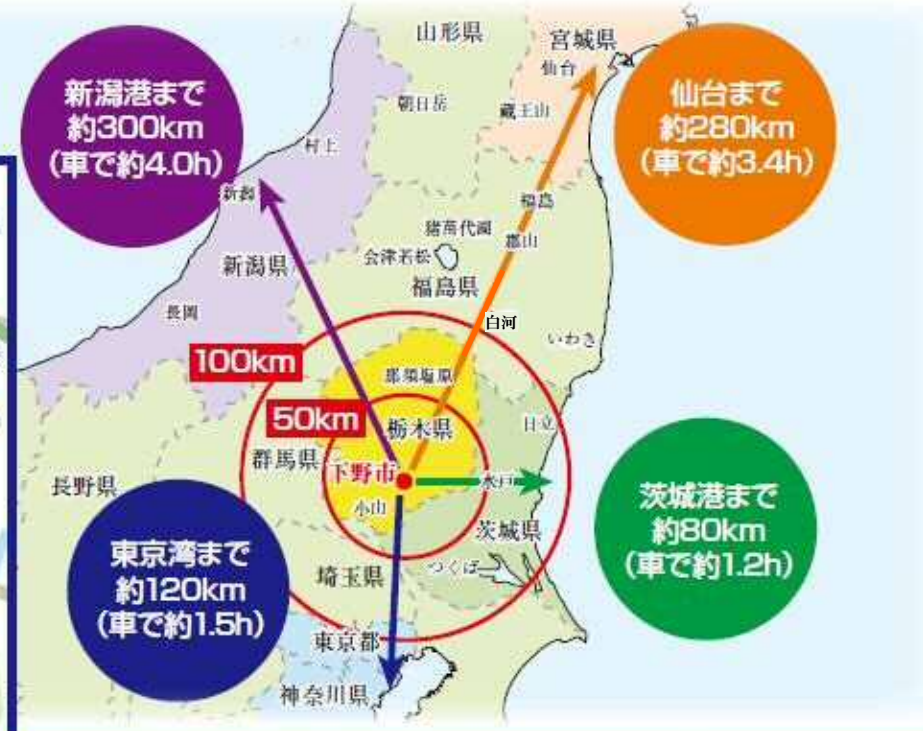 山形県
宮城県
仙台
新潟港まで
約300km
(車で約4.0h)
仙台まで
約280km
(車で約3.4h)
朝日岳
蔵王山
村上
新潟
福島
猪苗代湖
郡山
会津若松
新潟県
福島県
長岡
白河
いわき
100km
那須塩原
50km
栃木県
日立
群馬県
下野市
水戸
長野県
小山
茨城県
茨城港まで
約80km
(車で約1.2h)
東京湾まで
約120km
(車で約1.5h)
埼玉県
つくば
東京都
神奈川県